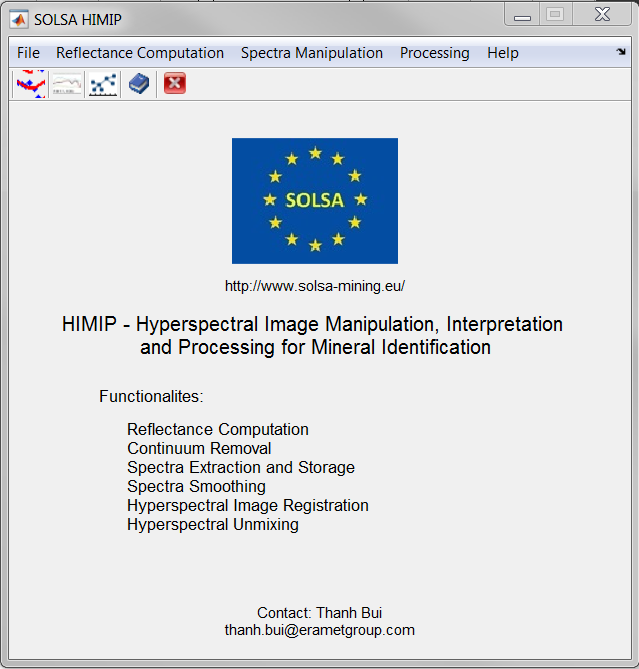 SOLSA HIMIP
File Reflectance Computation Spectra Manipulation Processing Help
SOLSA
http://www.solsa-mining.eu/
HIMIP - Hyperspectral Image Manipulation, Interpretation
and Processing for Mineral Identification
Functionalites:
Reflectance Computation
Continuum Removal
Spectra Extraction and Storage
Spectra Smoothing
Hyperspectral Image Registration
Hyperspectral Unmixing
Contact: Thanh Bui
thanh.bui@erametgroup.com